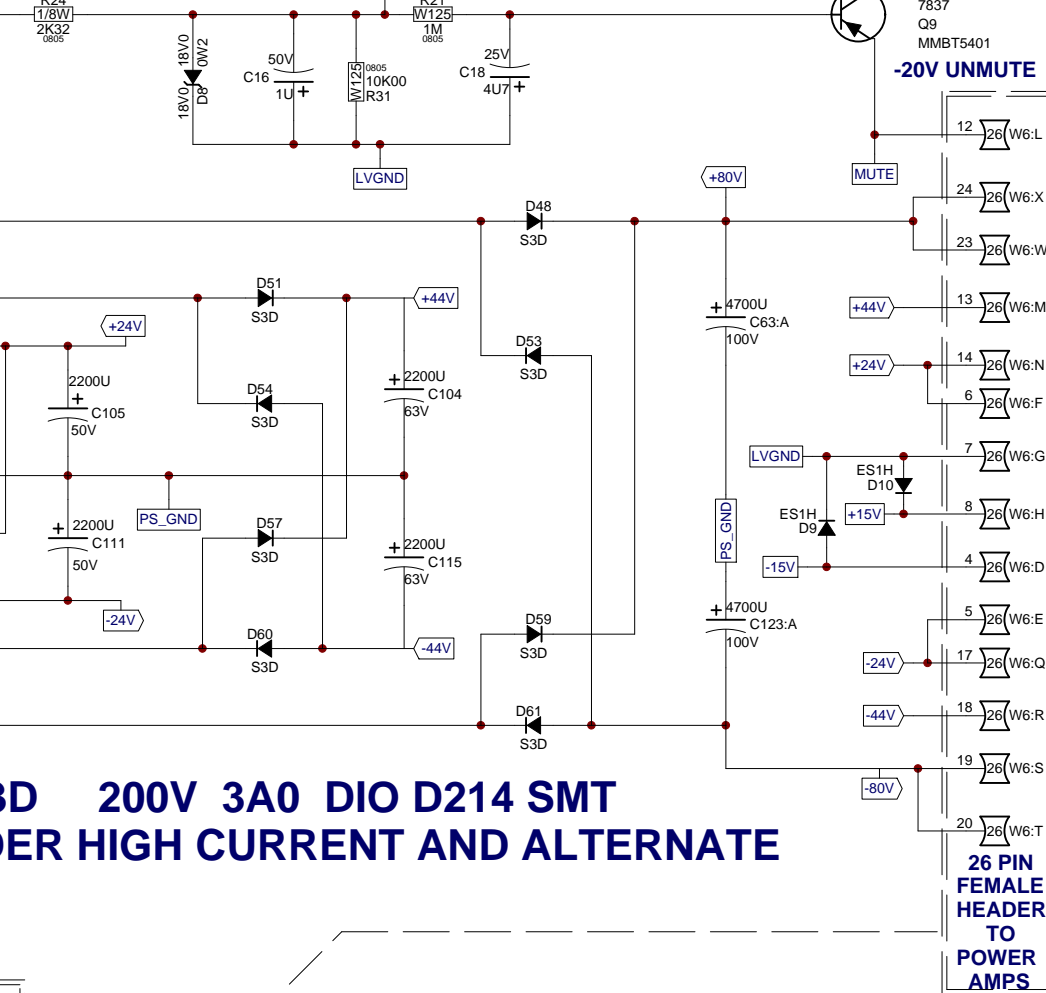 R24
1/8W
2K32
0805
R21
W125
1M
0805
7837
Q9
MMBT5401
-20V UNMUTE
18V0 18V0
0W2
D8
50V
C16
1U
W125
0805
10K00
R31
25V
C18
4U7
LVGND
MUTE
+80V
12 26 W6:L
24 26 W6:X
23 26 W6:W
13 26 W6:M
14 26 W6:N
6 26 W6:F
7 26 W6:G
8 26 W6:H
4 26 W6:D
5 26 W6:E
17 26 W6:Q
18 26 W6:R
19 26 W6:S
20 26 W6:T
D48
S3D
D51
S3D
+44V
+24V
D53
S3D
4700U
C63:A
100V
+44V
+24V
2200U
C105
50V
D54
S3D
2200U
C104
63V
LVGND
ES1H
D10
PS_GND
PS_GND
ES1H
D9
+15V
-15V
2200U
C111
50V
D57
S3D
2200U
C115
63V
-24V
D60
S3D
-44V
D59
S3D
4700U
C123:A
100V
-24V
-44V
D61
S3D
-80V
3D 200V 3A0 DIO D214 SMT
DER HIGH CURRENT AND ALTERNATE
26 PIN
FEMALE
HEADER
TO
POWER
AMPS